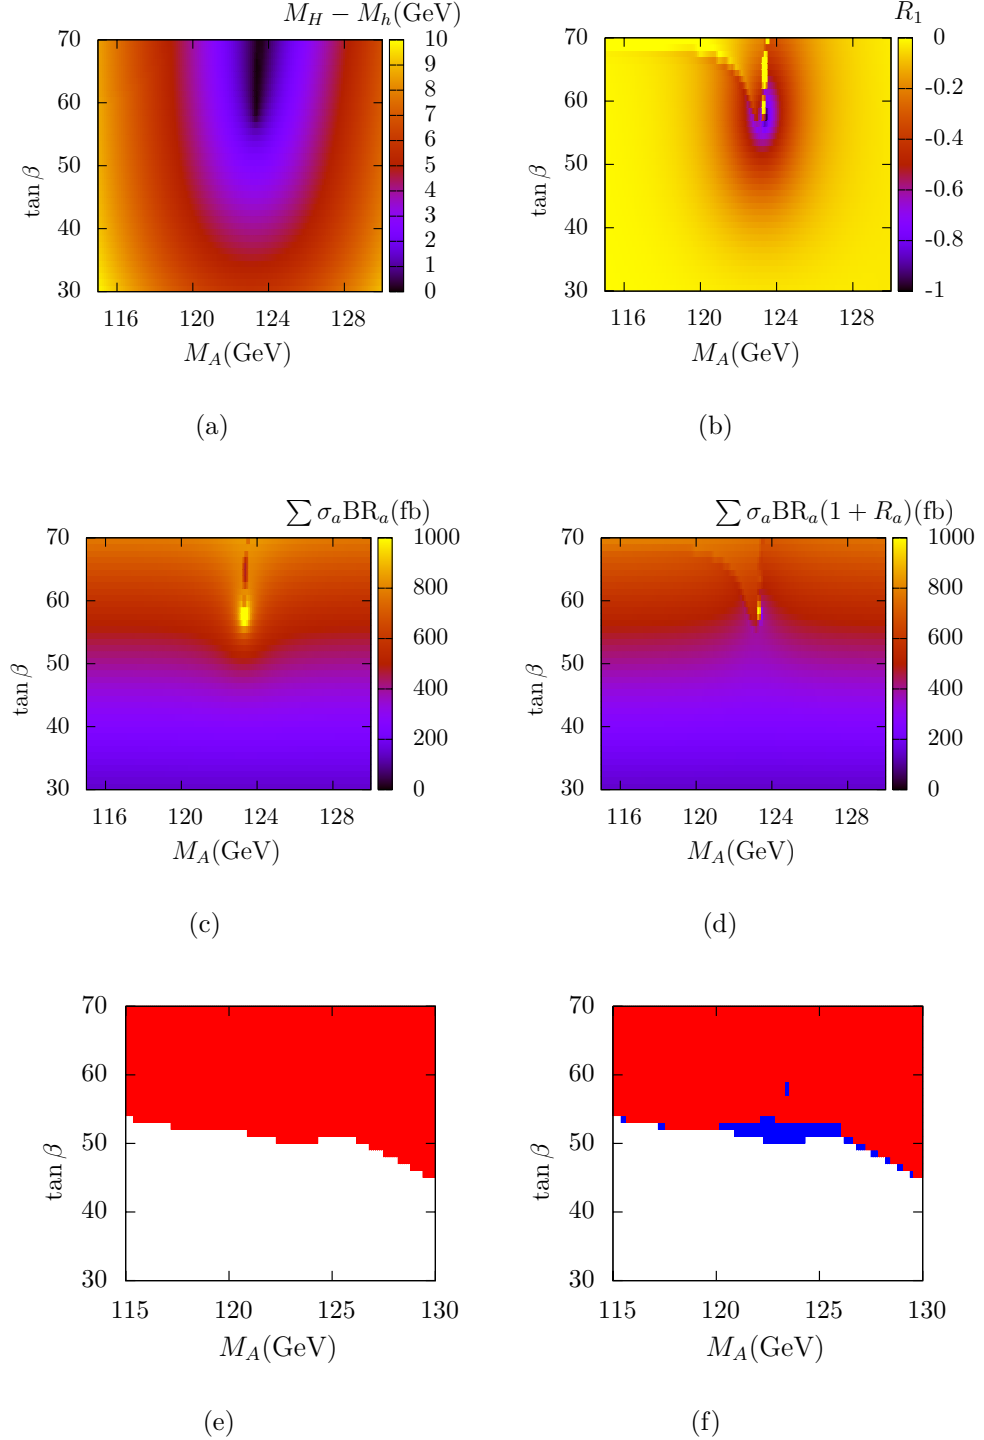 M_H − M_h(GeV)
70
60
50
40
30
tan β
116 120 124 128
M_A(GeV)
10
9
8
7
6
5
4
3
2
1
0
(a)
R_1
70
60
50
40
30
tan β
116 120 124 128
M_A(GeV)
0
-0.2
-0.4
-0.6
-0.8
-1
(b)
∑ σ_aBR_a(fb)
70
60
50
40
30
tan β
116 120 124 128
M_A(GeV)
1000
800
600
400
200
0
(c)
∑ σ_aBR_a(1 + R_a)(fb)
70
60
50
40
30
tan β
116 120 124 128
M_A(GeV)
1000
800
600
400
200
0
(d)
70
60
50
40
30
tan β
115 120 125 130
M_A(GeV)
(e)
70
60
50
40
30
tan β
115 120 125 130
M_A(GeV)
(f)